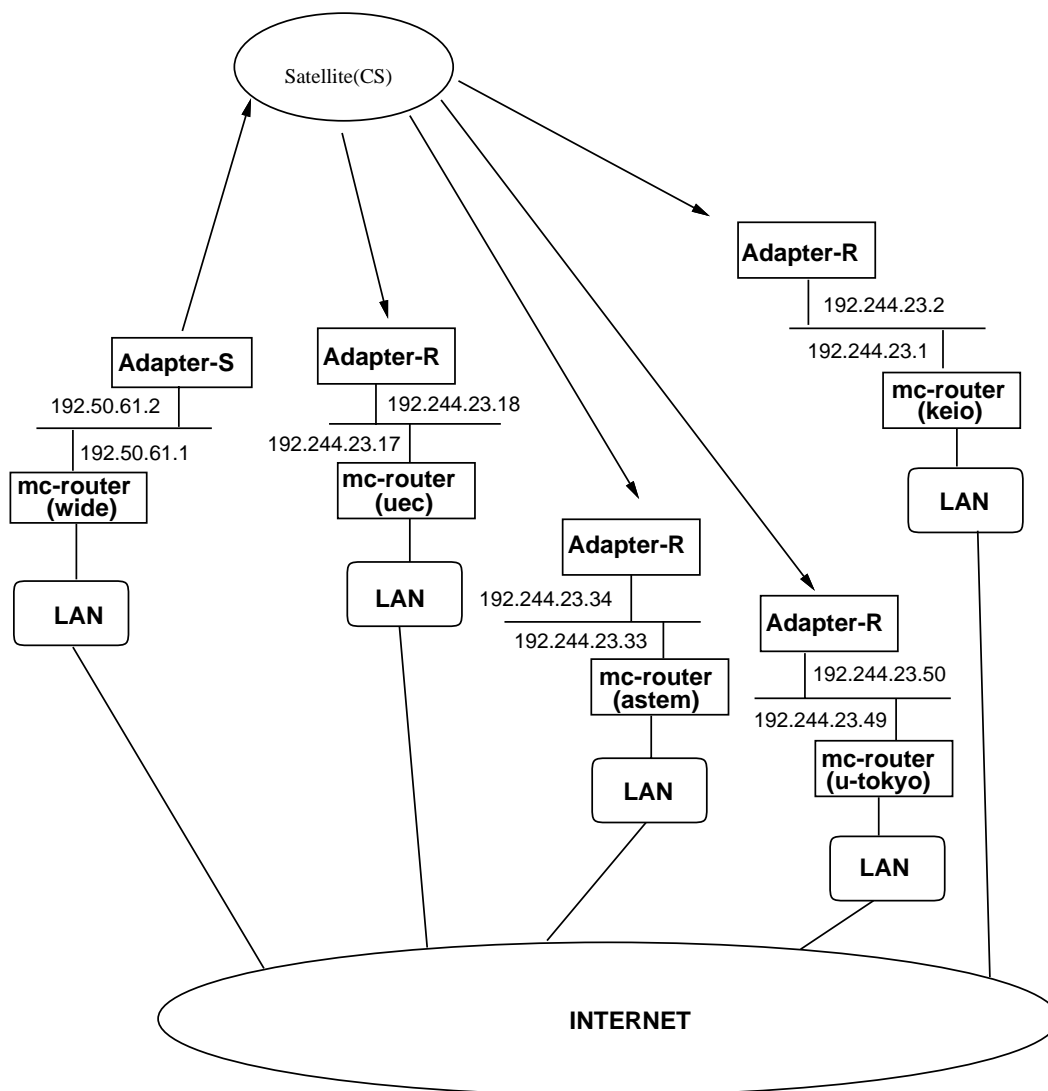 Satellite(CS)
Adapter-R
192.244.23.2
192.244.23.1
mc-router
(keio)
LAN
Adapter-S
192.50.61.2
192.50.61.1
mc-router
(wide)
LAN
Adapter-R
192.244.23.18
192.244.23.17
mc-router
(uec)
LAN
Adapter-R
192.244.23.34
192.244.23.33
mc-router
(astem)
LAN
Adapter-R
192.244.23.50
192.244.23.49
mc-router
(u-tokyo)
LAN
INTERNET